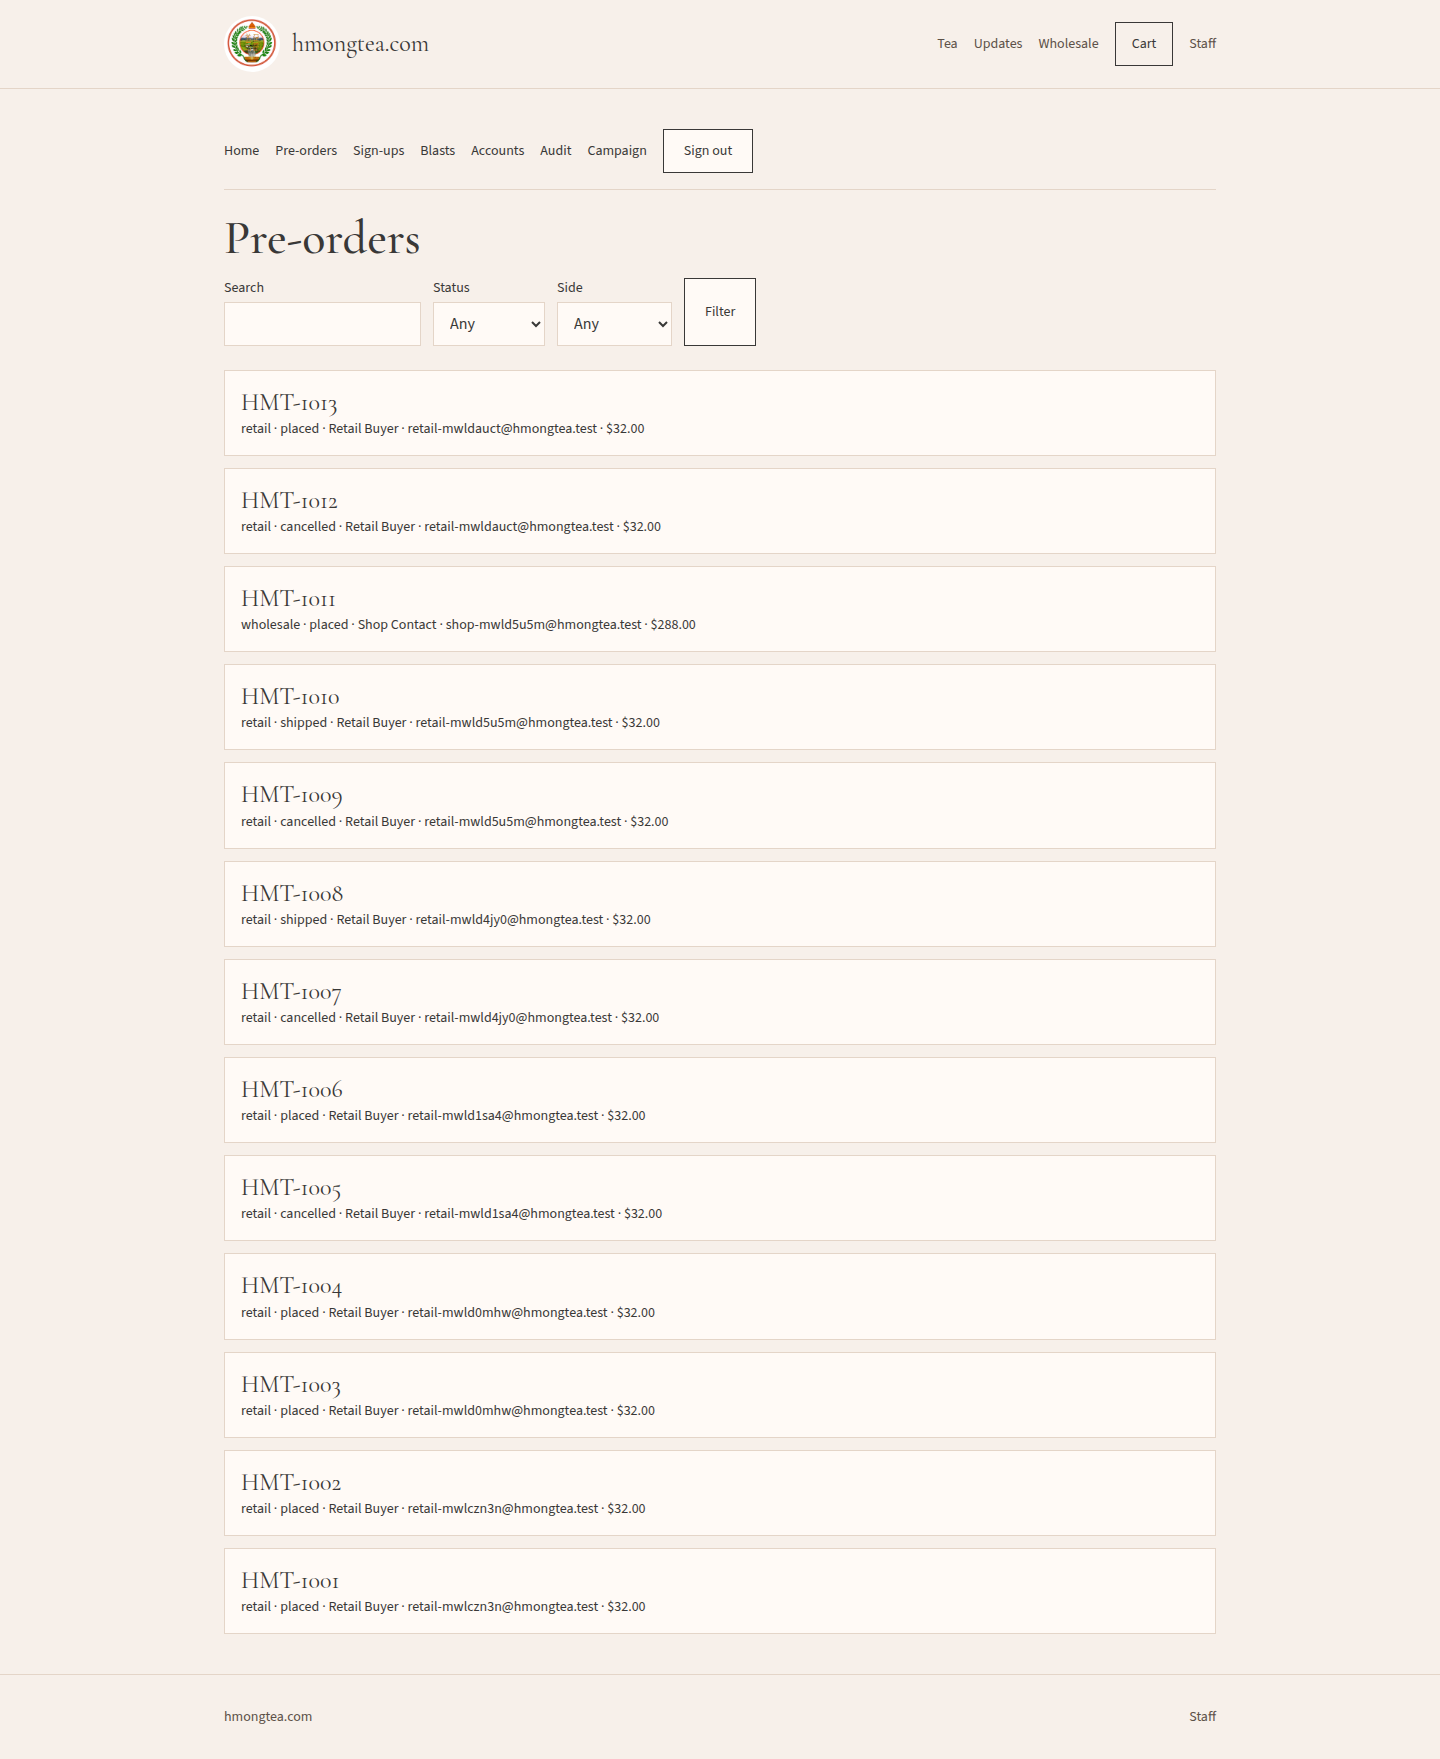 hmongtea.com
Tea Updates Wholesale Cart Staff
Home Pre-orders Sign-ups Blasts Accounts Audit Campaign Sign out
Pre-orders
Search Status Side
Any Any Filter
HMT-1013
retail · placed · Retail Buyer · retail-mwldauct@hmongtea.test · $32.00
HMT-1012
retail · cancelled · Retail Buyer · retail-mwldauct@hmongtea.test · $32.00
HMT-1011
wholesale · placed · Shop Contact · shop-mwld5u5m@hmongtea.test · $288.00
HMT-1010
retail · shipped · Retail Buyer · retail-mwld5u5m@hmongtea.test · $32.00
HMT-1009
retail · cancelled · Retail Buyer · retail-mwld5u5m@hmongtea.test · $32.00
HMT-1008
retail · shipped · Retail Buyer · retail-mwld4jy0@hmongtea.test · $32.00
HMT-1007
retail · cancelled · Retail Buyer · retail-mwld4jy0@hmongtea.test · $32.00
HMT-1006
retail · placed · Retail Buyer · retail-mwld1sa4@hmongtea.test · $32.00
HMT-1005
retail · cancelled · Retail Buyer · retail-mwld1sa4@hmongtea.test · $32.00
HMT-1004
retail · placed · Retail Buyer · retail-mwld0mhw@hmongtea.test · $32.00
HMT-1003
retail · placed · Retail Buyer · retail-mwld0mhw@hmongtea.test · $32.00
HMT-1002
retail · placed · Retail Buyer · retail-mwlczn3n@hmongtea.test · $32.00
HMT-1001
retail · placed · Retail Buyer · retail-mwlczn3n@hmongtea.test · $32.00
hmongtea.com Staff